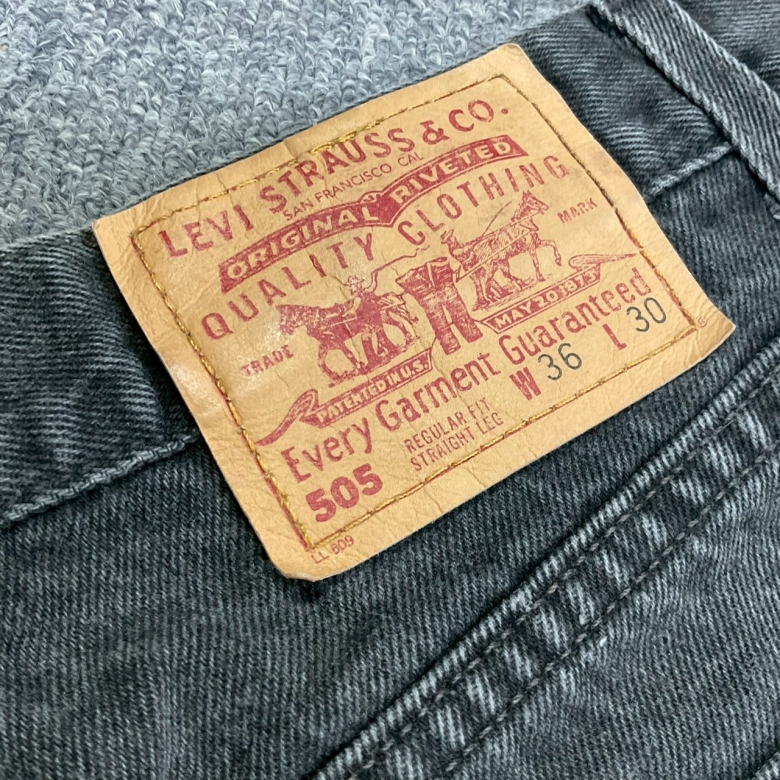 LEVI STRAUSS & CO.
SAN FRANCISCO CAL
ORIGINAL RIVETED
QUALITY CLOTHING
TRADE MARK
PATENTED IN U.S. MAY 20 1873
Every Garment Guaranteed
505 REGULAR FIT W 36 L 30
STRAIGHT LEG
LL 609